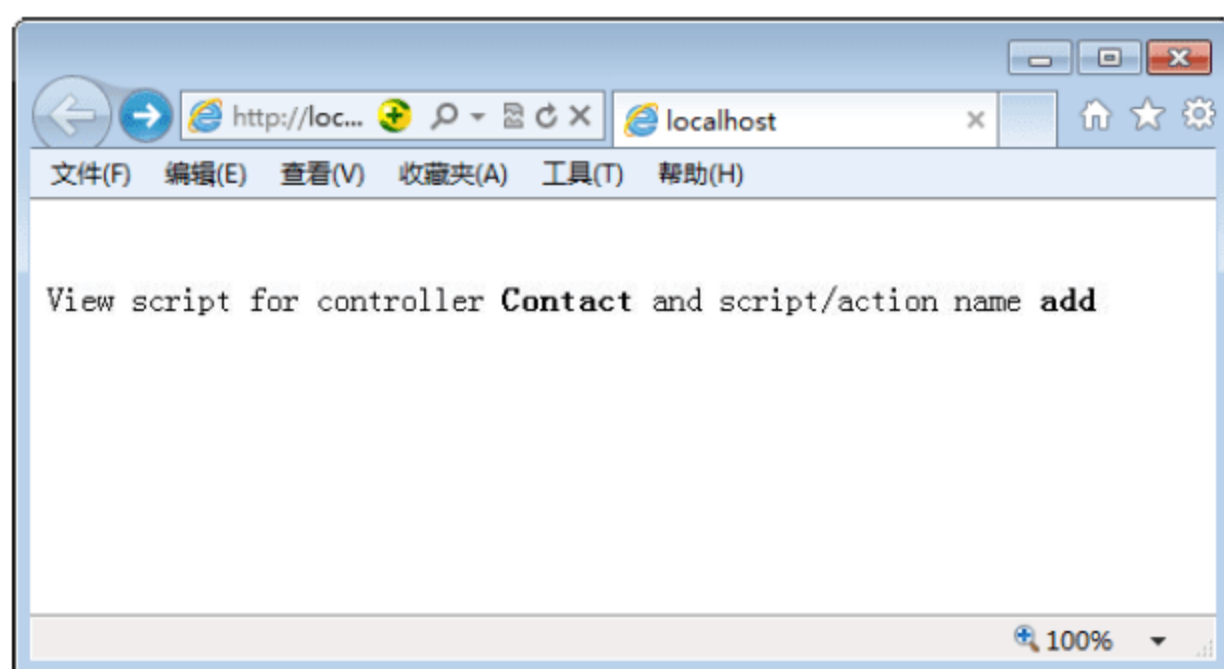 http://loc...
localhost
文件(F) 编辑(E) 查看(V) 收藏夹(A) 工具(T) 帮助(H)
View script for controller Contact and script/action name add
100%